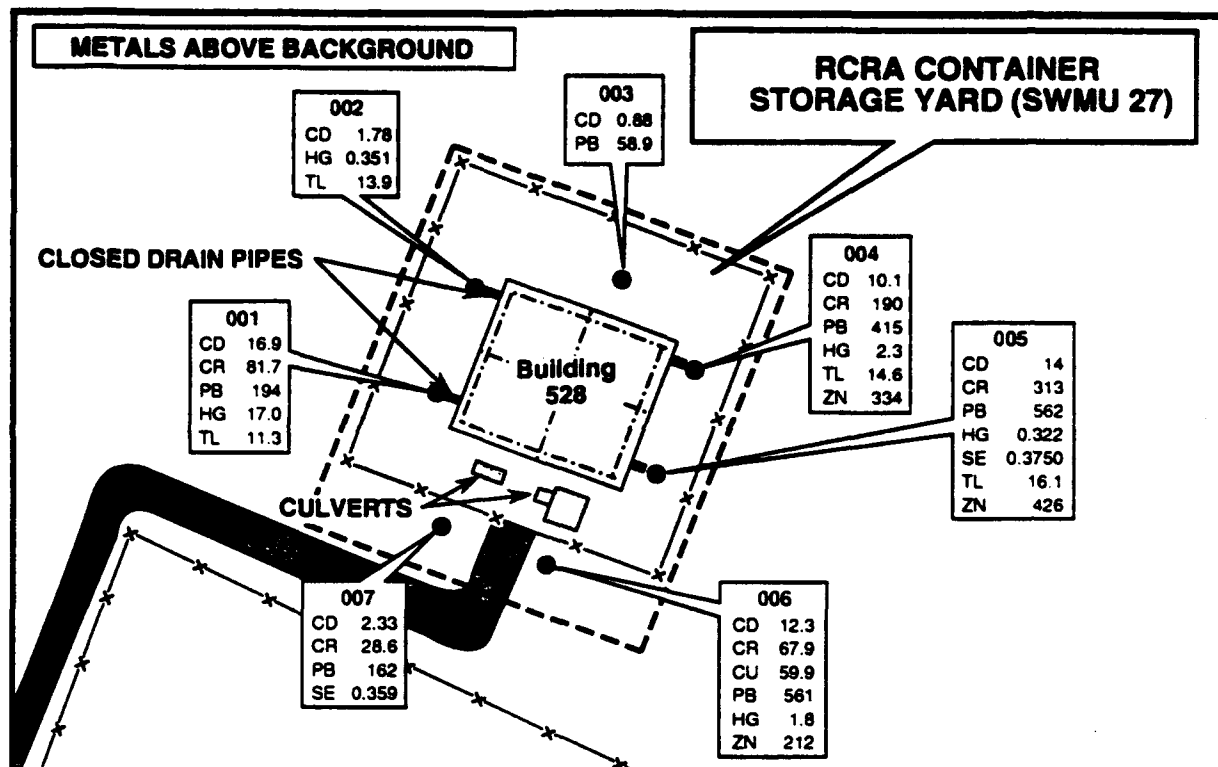 METALS ABOVE BACKGROUND
RCRA CONTAINER
STORAGE YARD (SWMU 27)
002
CD 1.78
HG 0.351
TL 13.9
003
CD 0.88
PB 58.9
CLOSED DRAIN PIPES
004
CD 10.1
CR 190
PB 415
HG 2.3
TL 14.6
ZN 334
001
CD 16.9
CR 81.7
PB 194
HG 17.0
TL 11.3
Building
528
005
CD 14
CR 313
PB 562
HG 0.322
SE 0.3750
TL 16.1
ZN 426
CULVERTS
007
CD 2.33
CR 28.6
PB 162
SE 0.359
006
CD 12.3
CR 67.9
CU 59.9
PB 561
HG 1.8
ZN 212